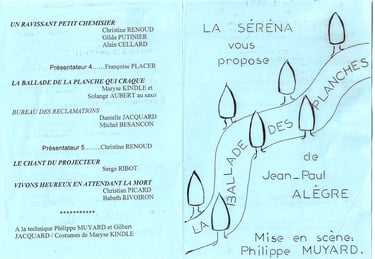 UN RAVISSANT PETIT CHEMISIER
Christine RENOUD
Gilda PUTINIER
Alain CELLARD
Présentateur 4......Françoise PLACER
LA BALLADE DE LA PLANCHE QUI CRAQUE
Maryse KINDLE et
Solange AUBERT au saxo
BUREAU DES RECLAMATIONS
Danielle JACQUARD
Michel BESANCON
Présentateur 5......Christine RENOUD
LE CHANT DU PROJECTEUR
Serge RIBOT
VIVONS HEUREUX EN ATTENDANT LA MORT
Christian PICARD
Babeth RIVOIRON
***********
A la technique Philippe MUYARD et Gilbert
JACQUARD / Costumes de Maryse KINDLE
LA SÉRÉNA
vous
propose
LA BALLADE DES PLANCHES
de
Jean-Paul
ALÈGRE
Mise en scène:
Philippe MUYARD.